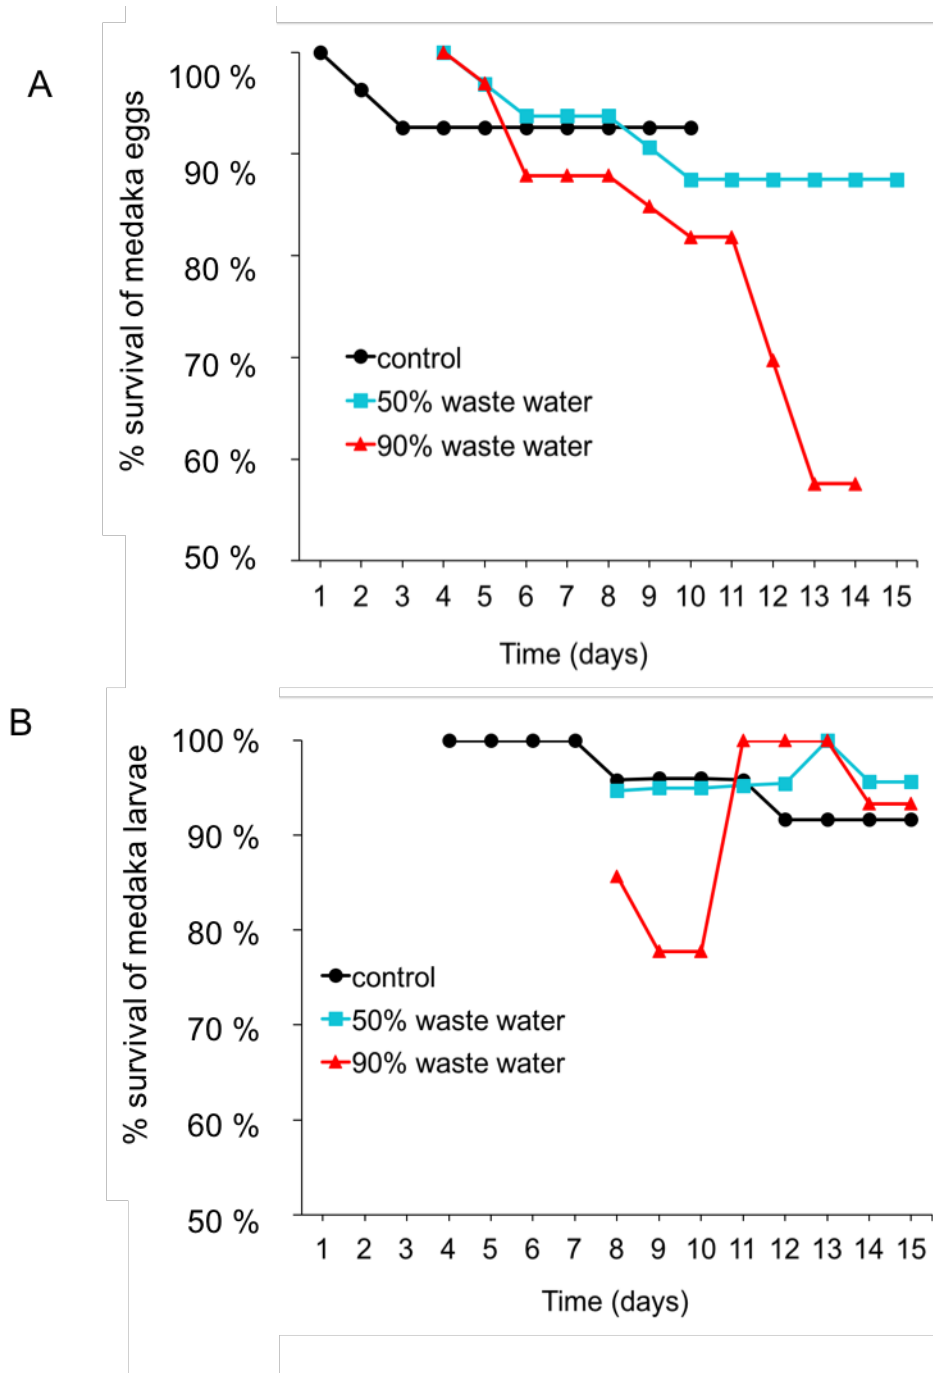 A
% survival of medaka eggs
100 %
90 %
80 %
70 %
60 %
50 %
control
50% waste water
90% waste water
1 2 3 4 5 6 7 8 9 10 11 12 13 14 15
Time (days)
B
% survival of medaka larvae
100 %
90 %
80 %
70 %
60 %
50 %
control
50% waste water
90% waste water
1 2 3 4 5 6 7 8 9 10 11 12 13 14 15
Time (days)